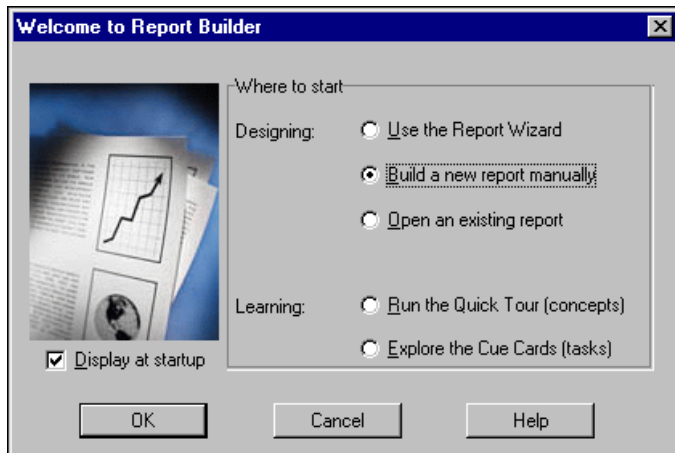 Welcome to Report Builder
Where to start
Designing:
Use the Report Wizard
Build a new report manually
Open an existing report
Learning:
Run the Quick Tour (concepts)
Explore the Cue Cards (tasks)
Display at startup
OK
Cancel
Help